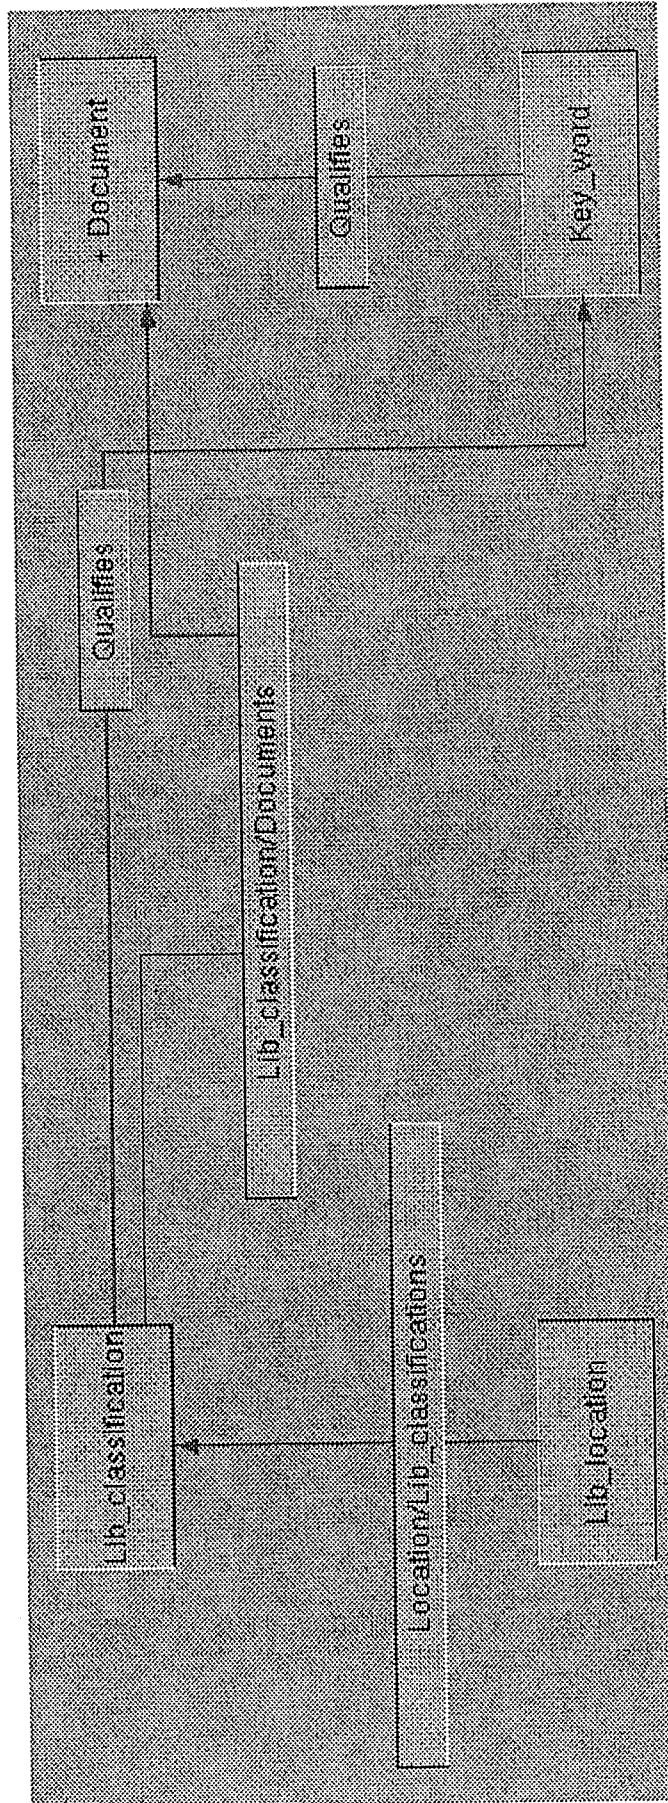 Lib_classification
Qualifies
+ Document
Lib_classification/Documents
Location/Lib_classifications
Qualifies
Lib_location
Key_word